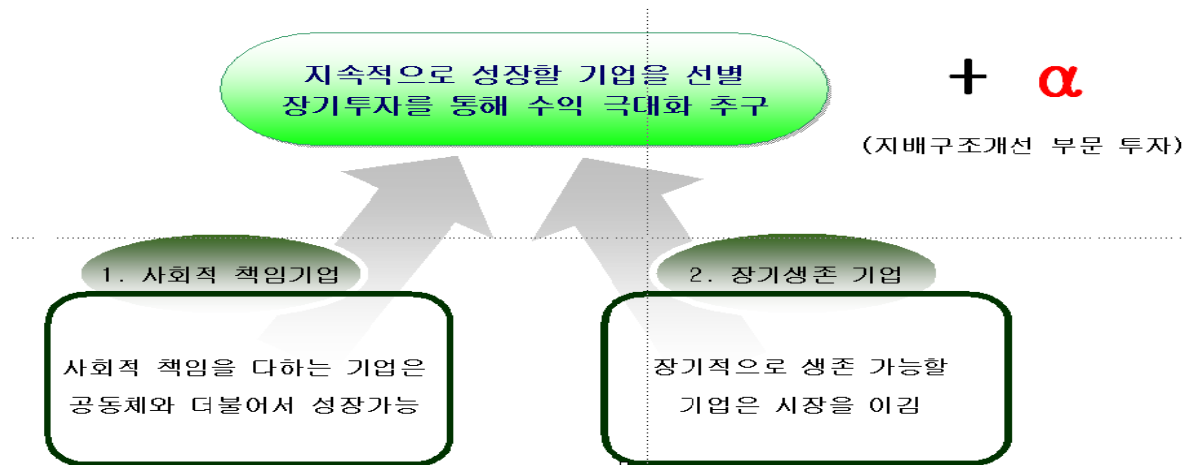 지속적으로 성장할 기업을 선별
장기투자를 통해 수익 극대화 추구
+ α
(지배구조개선 부문 투자)
1. 사회적 책임기업
2. 장기생존 기업
사회적 책임을 다하는 기업은
공동체와 더불어서 성장가능
장기적으로 생존 가능할
기업은 시장을 이김